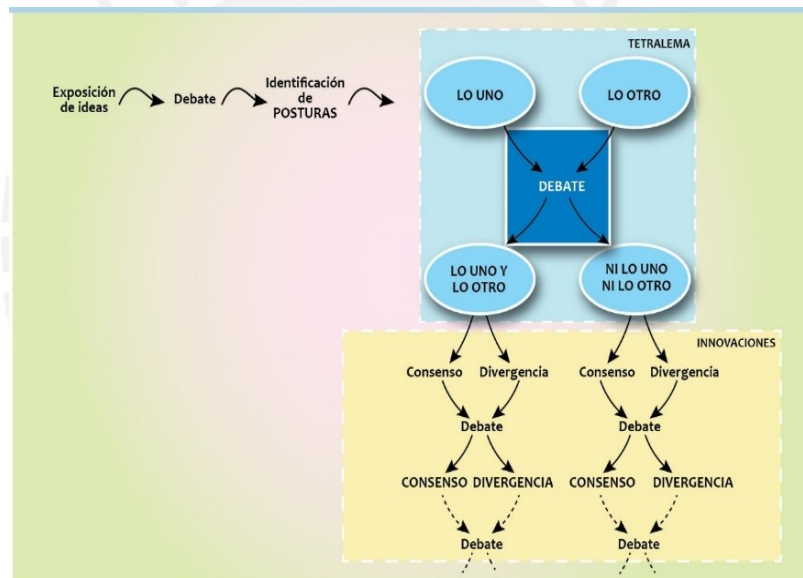 TETRALEMA
Exposición
de ideas
Debate
Identificación
de
POSTURAS
LO UNO
LO OTRO
DEBATE
LO UNO Y
LO OTRO
NI LO UNO
NI LO OTRO
INNOVACIONES
Consenso
Divergencia
Consenso
Divergencia
Debate
Debate
CONSENSO
DIVERGENCIA
CONSENSO
DIVERGENCIA
Debate
Debate